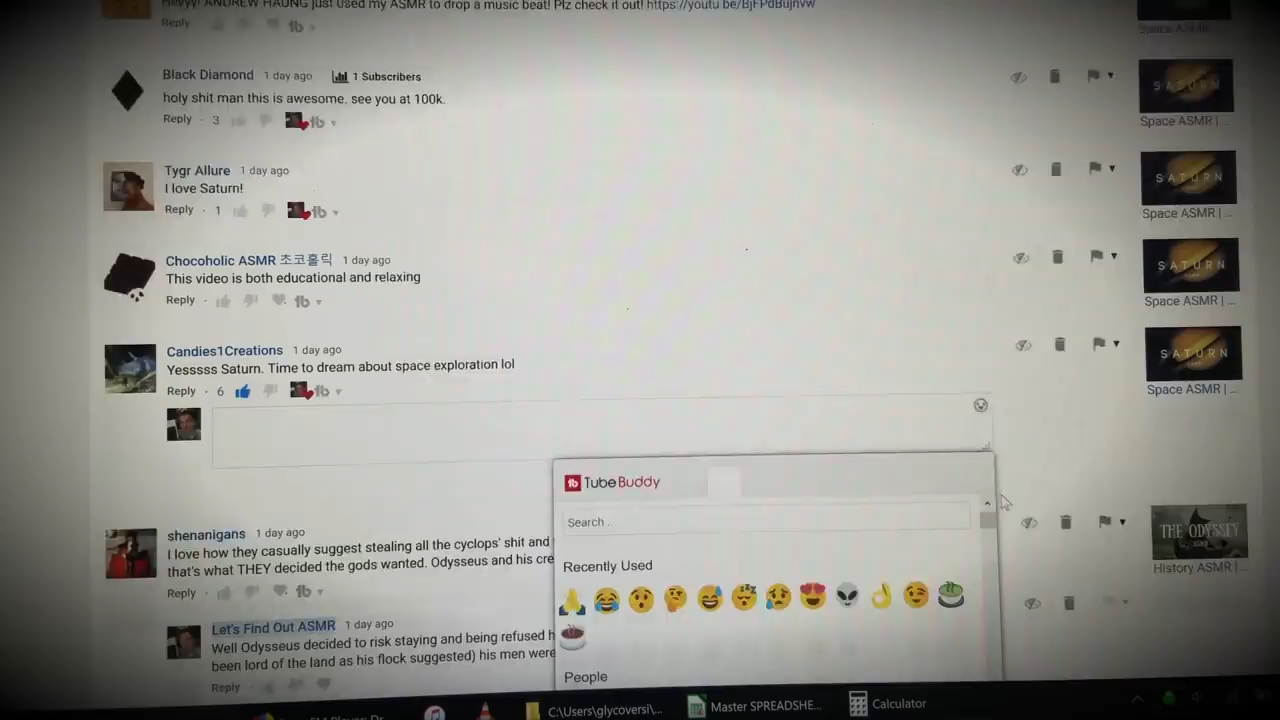 ANDREW HAUNG just used my ASMR to drop a music beat! Plz check it out!
Reply
Space ASMR
Black Diamond 1 day ago 1 Subscribers
holy shit man this is awesome. see you at 100k.
Reply · 3
Space ASMR | ...
Tygr Allure 1 day ago
I love Saturn!
Reply · 1
SATURN
Space ASMR | ...
Chocoholic ASMR 초코홀릭 1 day ago
This video is both educational and relaxing
Reply ·
SATURN
Space ASMR | ...
Candies1Creations 1 day ago
Yesssss Saturn. Time to dream about space exploration lol
Reply · 6
SATURN
Space ASMR | ...
TubeBuddy
Search .
Recently Used
People
shenanigans 1 day ago
I love how they casually suggest stealing all the cyclops' shit and
that's what THEY decided the gods wanted. Odysseus and his cre
Reply ·
THE ODYSSEY
History ASMR | ...
Let's Find Out ASMR 1 day ago
Well Odysseus decided to risk staying and being refused h
been lord of the land as his flock suggested) his men were
Reply
C:\Users\glycoversi\... Master SPREADSHE... Calculator